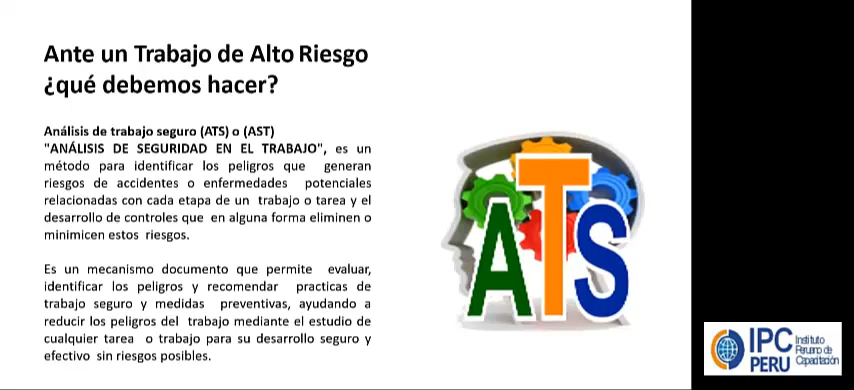 Ante un Trabajo de Alto Riesgo
¿qué debemos hacer?
Análisis de trabajo seguro (ATS) o (AST)
"ANÁLISIS DE SEGURIDAD EN EL TRABAJO", es un
método para identificar los peligros que generan
riesgos de accidentes o enfermedades potenciales
relacionadas con cada etapa de un trabajo o tarea y el
desarrollo de controles que en alguna forma eliminen o
minimicen estos riesgos.
Es un mecanismo documento que permite evaluar,
identificar los peligros y recomendar practicas de
trabajo seguro y medidas preventivas, ayudando a
reducir los peligros del trabajo mediante el estudio de
cualquier tarea o trabajo para su desarrollo seguro y
efectivo sin riesgos posibles.
ATS
IPC
PERU
Instituto
Peruano de
Capacitación